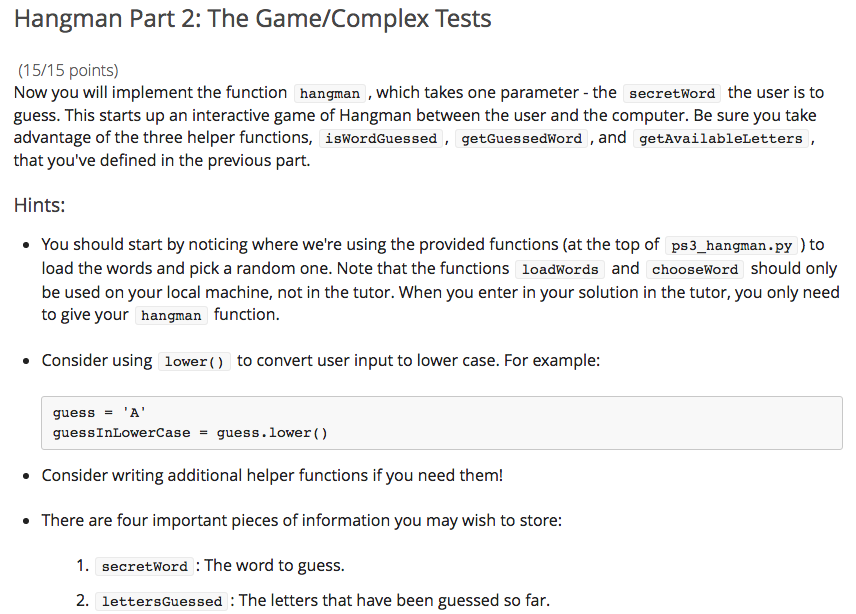 Hangman Part 2: The Game/Complex Tests
(15/15 points)
Now you will implement the function hangman , which takes one parameter - the secretWord the user is to
guess. This starts up an interactive game of Hangman between the user and the computer. Be sure you take
advantage of the three helper functions, isWordGuessed , getGuessedWord , and getAvailableLetters ,
that you've defined in the previous part.
Hints:
• You should start by noticing where we're using the provided functions (at the top of ps3_hangman.py ) to
load the words and pick a random one. Note that the functions loadWords and chooseWord should only
be used on your local machine, not in the tutor. When you enter in your solution in the tutor, you only need
to give your hangman function.
• Consider using lower() to convert user input to lower case. For example:
guess = 'A'
guessInLowerCase = guess.lower()
• Consider writing additional helper functions if you need them!
• There are four important pieces of information you may wish to store:
1. secretWord : The word to guess.
2. lettersGuessed : The letters that have been guessed so far.